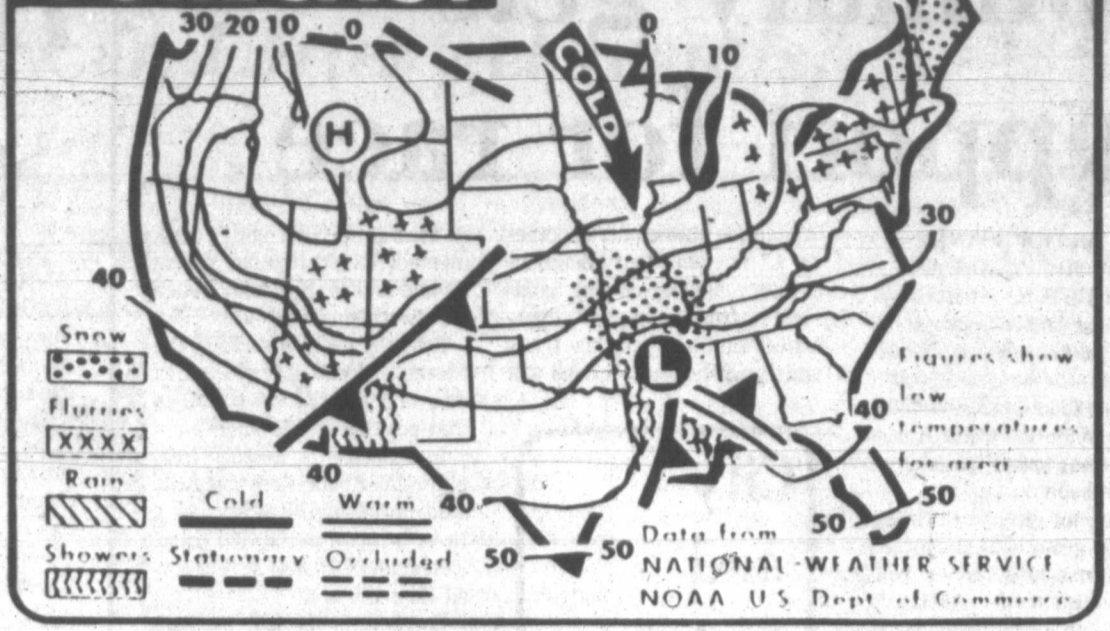 30 20 10 0 0 10
COLD
H
30
40
Snow
Flurries
Rain
Showers
Cold
Warm
Stationary
Occluded
L
40
40
50 50
50
50
40
Figures show
low
temperatures
for area
Data from
NATIONAL WEATHER SERVICE
NOAA U S Dept of Commerce